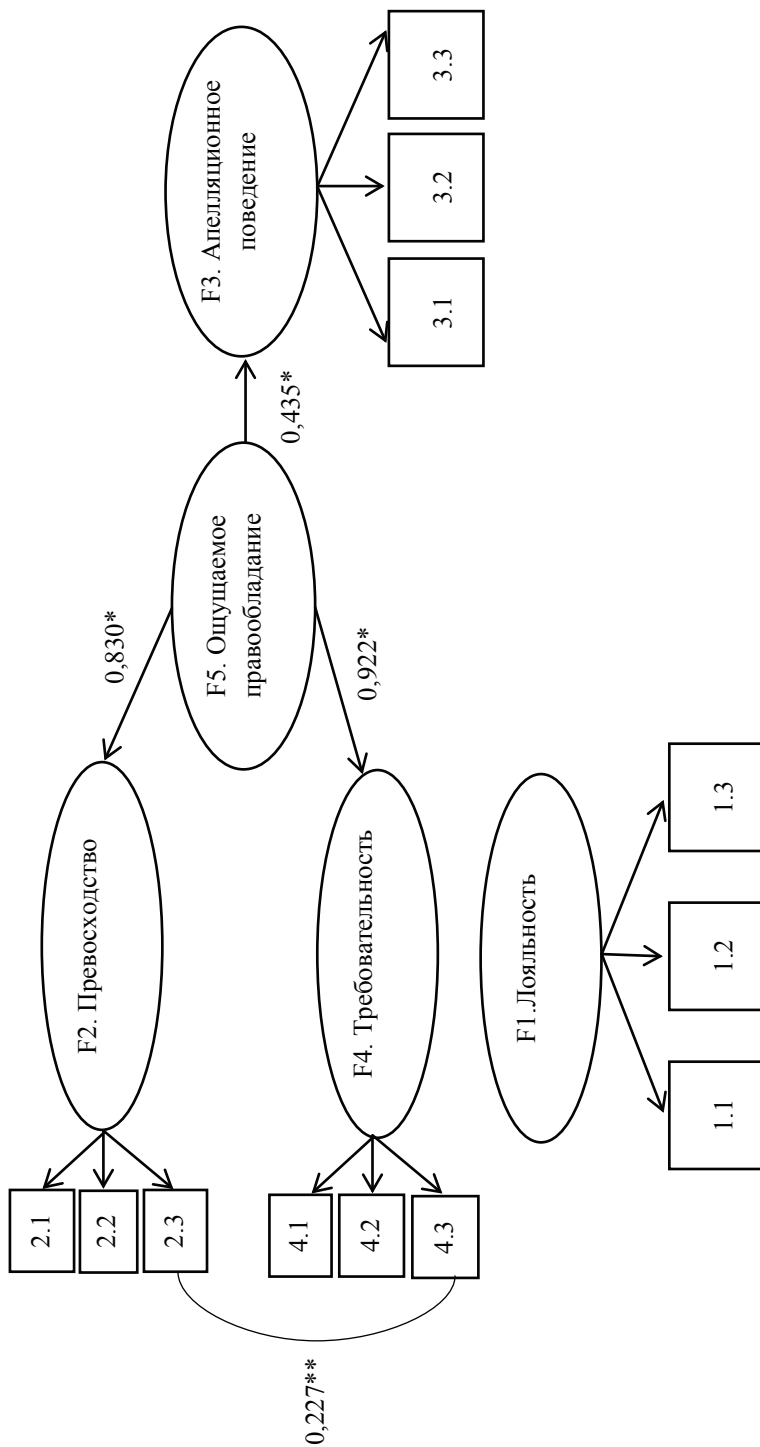 2.1
2.2
2.3
F2. Превосходство
0,830*
F5. Ощущаемое
правообладание
0,435*
F3. Апелляционное
поведение
3.1
3.2
3.3
0,922*
4.1
4.2
4.3
F4. Требовательность
0,227**
F1.Лояльность
1.1
1.2
1.3